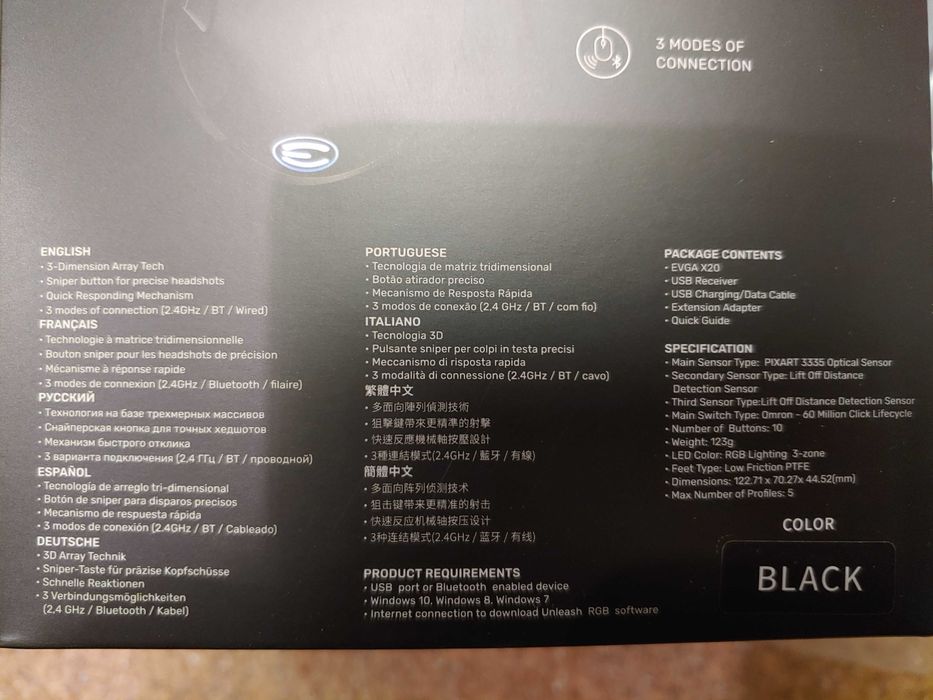 3 MODES OF
CONNECTION
ENGLISH
• 3-Dimension Array Tech
• Sniper button for precise headshots
• Quick Responding Mechanism
• 3 modes of connection (2.4GHz / BT / Wired)
FRANÇAIS
• Technologie à matrice tridimensionnelle
• Bouton sniper pour les headshots de précision
• Mécanisme à réponse rapide
• 3 modes de connexion (2.4GHz / Bluetooth / filaire)
РУССКИЙ
• Технология на базе трехмерных массивов
• Снайперская кнопка для точных хедшотов
• Механизм быстрого отклика
• 3 варианта подключения (2,4 ГГц / BT / проводной)
ESPAÑOL
• Tecnología de arreglo tri-dimensional
• Botón de sniper para disparos precisos
• Mecanismo de respuesta rápida
• 3 modos de conexión (2.4GHz / BT / Cableado)
DEUTSCHE
• 3D Array Technik
• Sniper-Taste für präzise Kopfschüsse
• Schnelle Reaktionen
• 3 Verbindungsmöglichkeiten
(2,4 GHz / Bluetooth / Kabel)
PORTUGUESE
• Tecnologia de matriz tridimensional
• Botão atirador preciso
• Mecanismo de Resposta Rápida
• 3 modos de conexão (2,4 GHz / BT / com fio)
ITALIANO
• Tecnologia 3D
• Pulsante sniper per colpi in testa precisi
• Meccanismo di risposta rapida
• 3 modalità di connessione (2.4GHz / BT / cavo)
繁體中文
• 多面向陣列偵測技術
• 狙擊鍵帶來更精準的射擊
• 快速反應機械軸按壓設計
• 3種連結模式(2.4GHz / 藍牙 / 有線)
簡體中文
• 多面向阵列侦测技术
• 狙击键带来更精准的射击
• 快速反应机械轴按压设计
• 3种连结模式(2.4GHz / 蓝牙 / 有线)
PRODUCT REQUIREMENTS
• USB port or Bluetooth enabled device
• Windows 10, Windows 8, Windows 7
• Internet connection to download Unleash RGB software
PACKAGE CONTENTS
• EVGA X20
• USB Receiver
• USB Charging/Data Cable
• Extension Adapter
• Quick Guide
SPECIFICATION
• Main Sensor Type: PIXART 3335 Optical Sensor
• Secondary Sensor Type: Lift Off Distance
Detection Sensor
• Third Sensor Type:Lift Off Distance Detection Sensor
• Main Switch Type: Omron - 60 Million Click Lifecycle
• Number of Buttons: 10
• Weight: 123g
• LED Color: RGB Lighting 3-zone
• Feet Type: Low Friction PTFE
• Dimensions: 122.71 x 70.27x 44.52(mm)
• Max Number of Profiles: 5
COLOR
BLACK